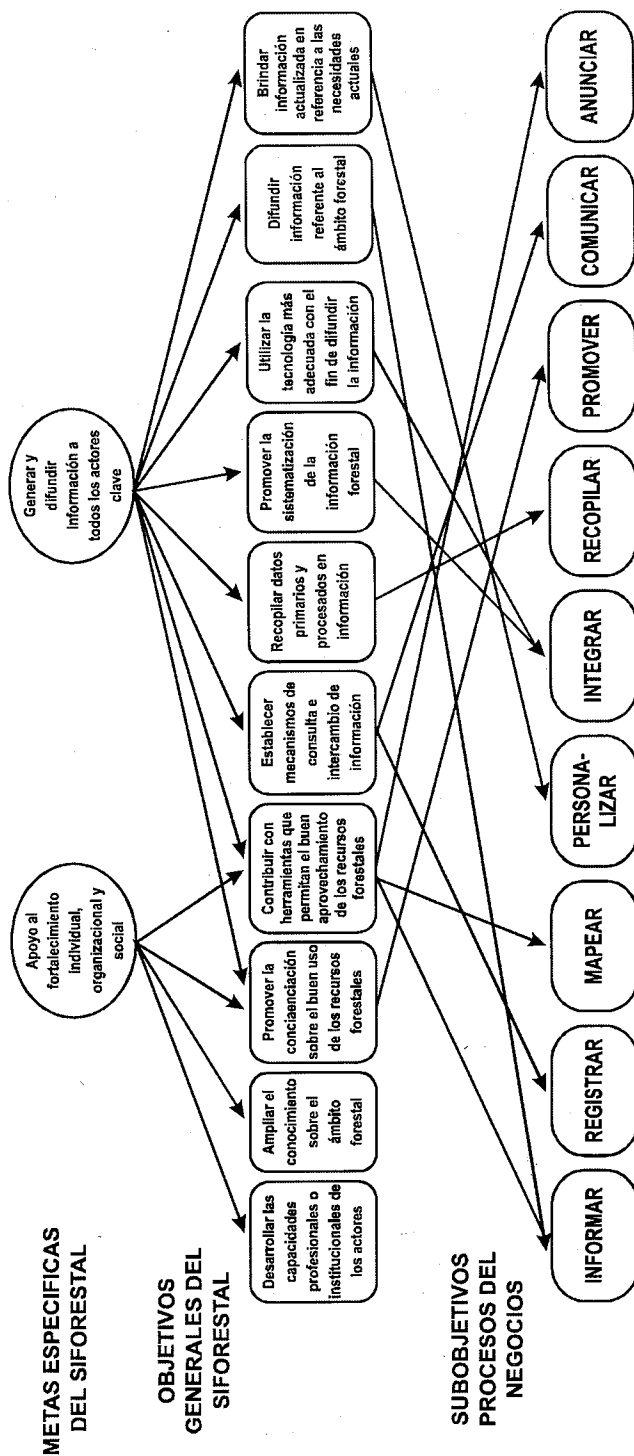 METAS ESPECIFICAS
DEL SIFORESTAL
Apoyo al
fortalecimiento
Individual,
organizacional y
social
Generar y
difundir
Información a
todos los actores
clave
OBJETIVOS
GENERALES DEL
SIFORESTAL
Desarrollar las
capacidades
profesionales o
institucionales de
los actores
Ampliar el
conocimiento
sobre el
ámbito
forestal
Promover la
conciaenciación
sobre el buen uso
de los recursos
forestales
Contribuir con
herramientas que
permitan el buen
aprovechamiento
de los recursos
forestales
Establecer
mecanismos de
consulta e
intercambio de
información
Recopilar datos
primarios y
procesados en
información
Promover la
sistematización
de la
información
forestal
Utilizar la
tecnología más
adecuada con el
fin de difundir
la información
Difundir
información
referente al
ámbito forestal
Brindar
información
actualizada en
referencia a las
necesidades
actuales
SUBOBJETIVOS
PROCESOS DEL
NEGOCIOS
INFORMAR
REGISTRAR
MAPEAR
PERSONA-
LIZAR
INTEGRAR
RECOPILAR
PROMOVER
COMUNICAR
ANUNCIAR